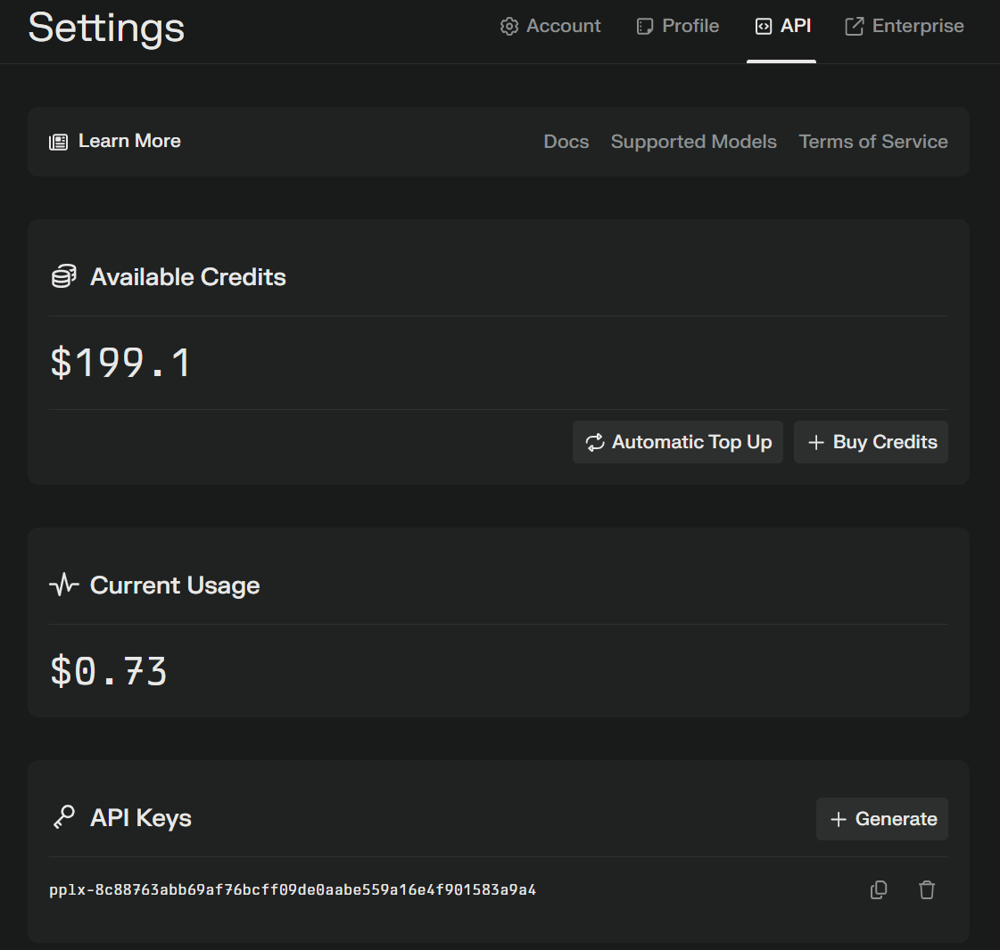 Settings
Account Profile API Enterprise
Learn More Docs Supported Models Terms of Service
Available Credits
$199.1
Automatic Top Up Buy Credits
Current Usage
$0.73
API Keys Generate
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